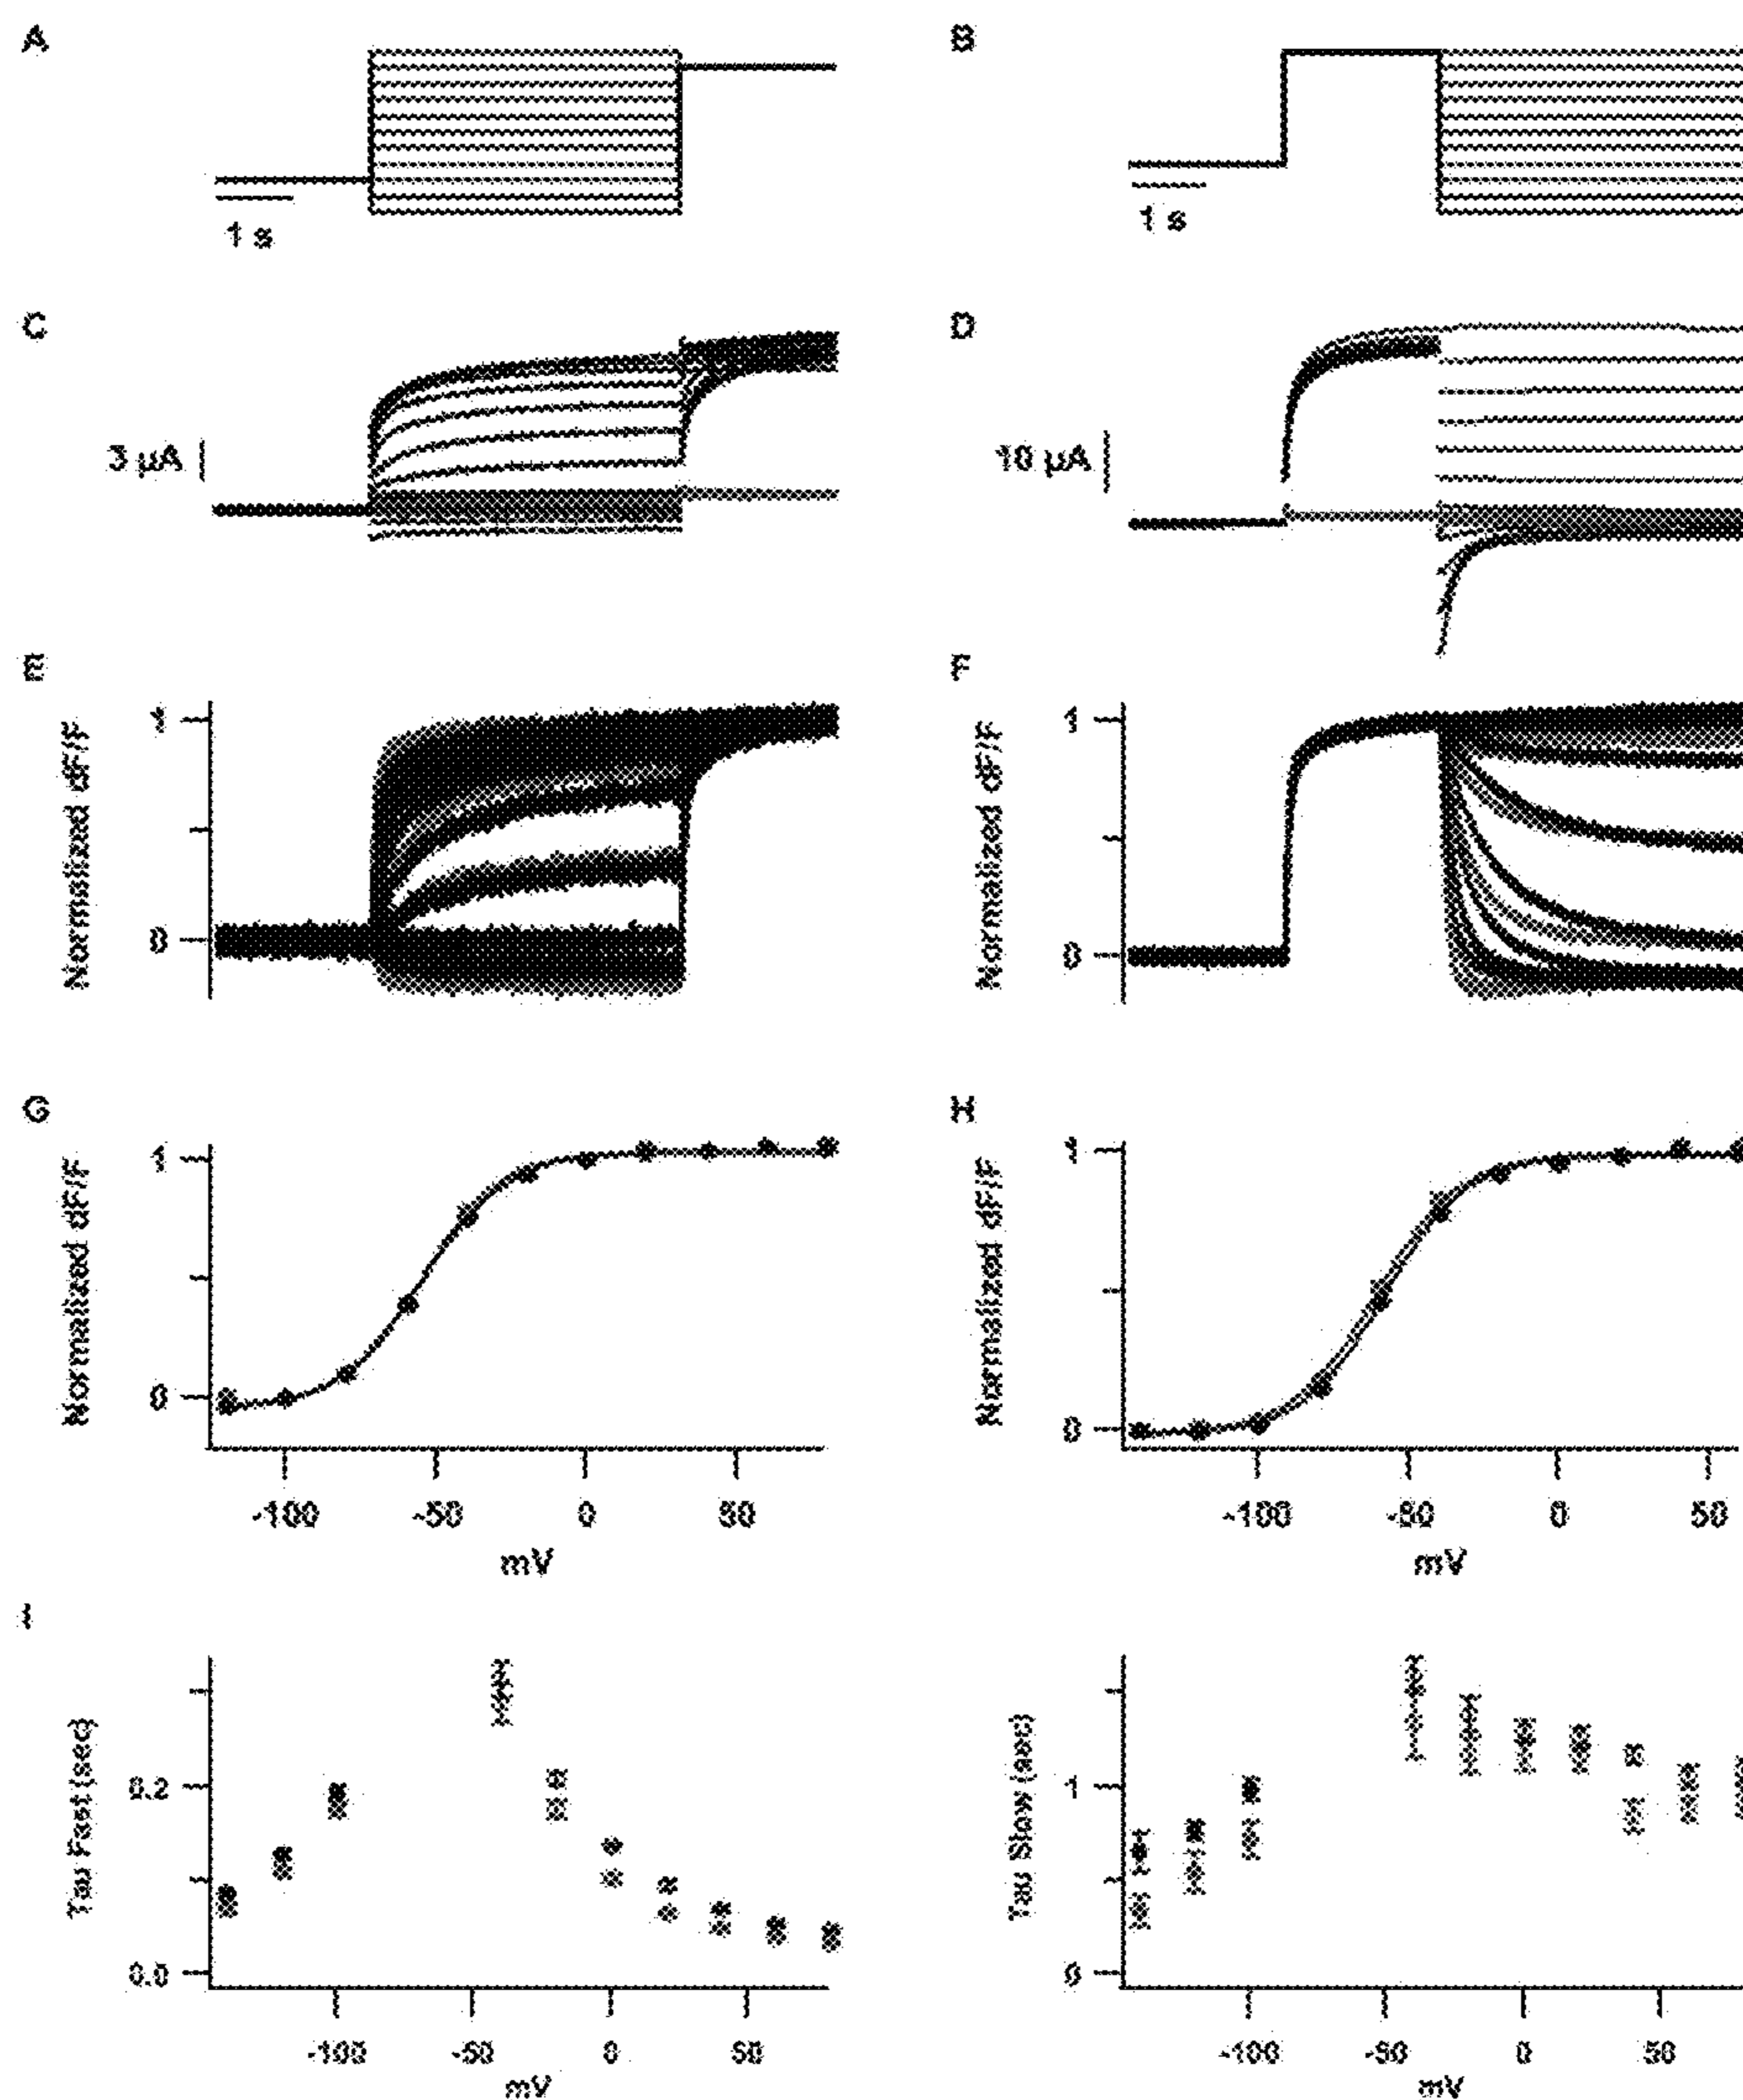 A
B
1 s
1 s
C
D
3 µA
10 µA
E
F
1
0
Normalized dF/F
1
0
Normalized dF/F
G
H
1
0
Normalized dF/F
-100 -50 0 50
mV
1
0
Normalized dF/F
-100 -50 0 50
mV
I
0.2
0.0
Tau Fast (sec)
-100 -50 0 50
mV
1
0
Tau Slow (sec)
-100 -50 0 50
mV